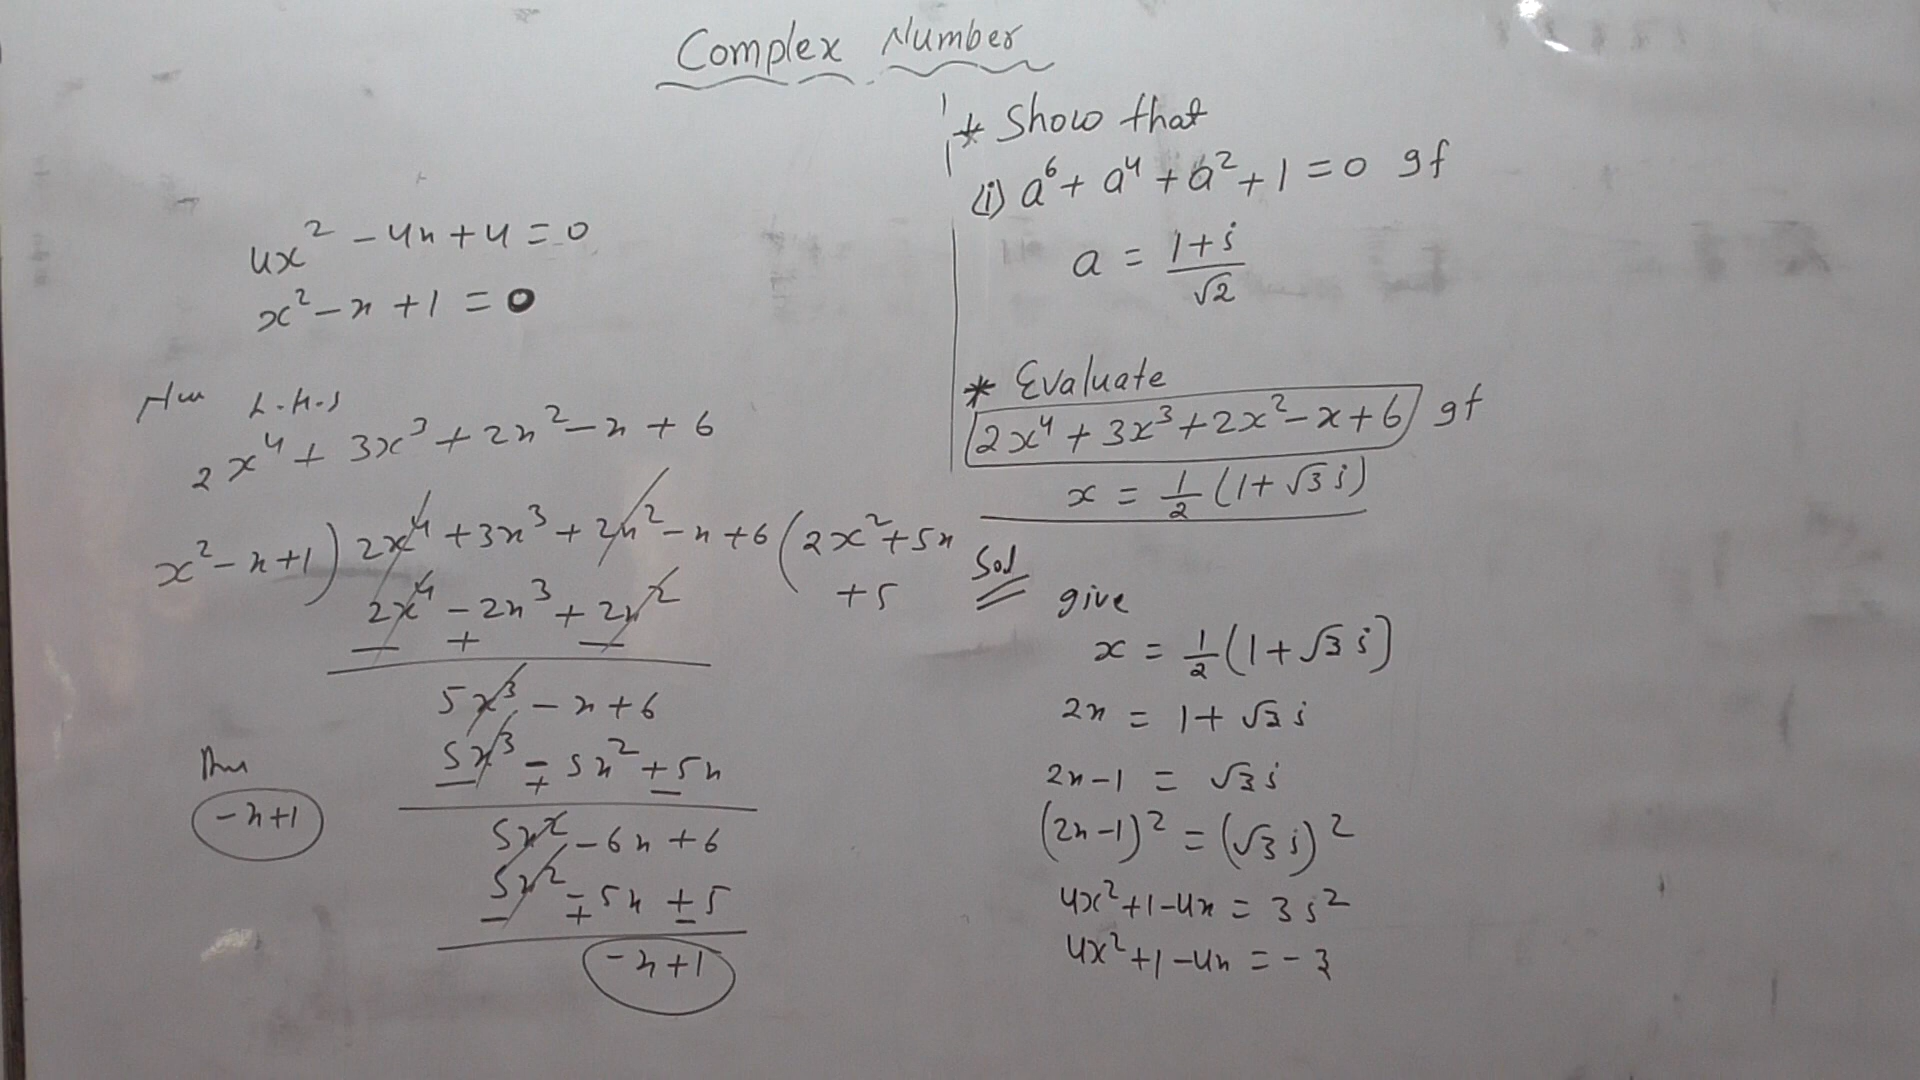 Complex Number
* Show that
(i) a⁶ + a⁴ + a² + 1 = 0 gf
a = (1+i)/√2
* Evaluate
2x⁴ + 3x³ + 2x² - x + 6 gf
x = 1/2 (1+√3 i)
Sol
give
x = 1/2 (1+√3 i)
2x = 1+ √3 i
2x-1 = √3 i
(2x-1)² = (√3 i)²
4x²+1-4x = 3i²
4x²+1-4x = -3
4x² - 4x + 4 = 0
x² - x + 1 = 0
L.H.S
2x⁴ + 3x³ + 2x² - x + 6
x² - x + 1) 2x⁴ + 3x³ + 2x² - x + 6 (2x² + 5x
+5
2x⁴ - 2x³ + 2x²
- + -
5x³ - x + 6
5x³ - 5x² + 5x
- + -
5x² - 6x + 6
5x² - 5x + 5
- + -
-x+1
-x+1